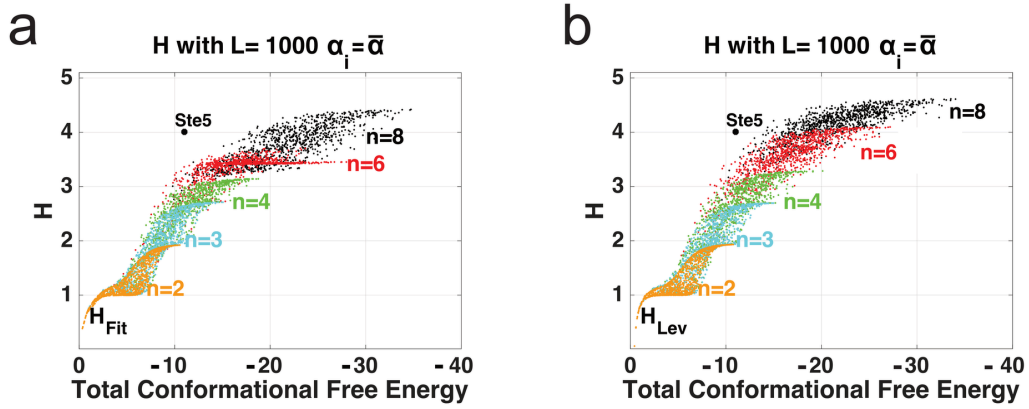 a
H with L= 1000 αi=ᾱ
5
4
3
2
1
H
Ste5
n=8
n=6
n=4
n=3
n=2
HFit
0
-10
-20
-30
-40
Total Conformational Free Energy
b
H with L= 1000 αi=ᾱ
5
4
3
2
1
H
Ste5
n=8
n=6
n=4
n=3
n=2
HLev
0
-10
-20
-30
-40
Total Conformational Free Energy